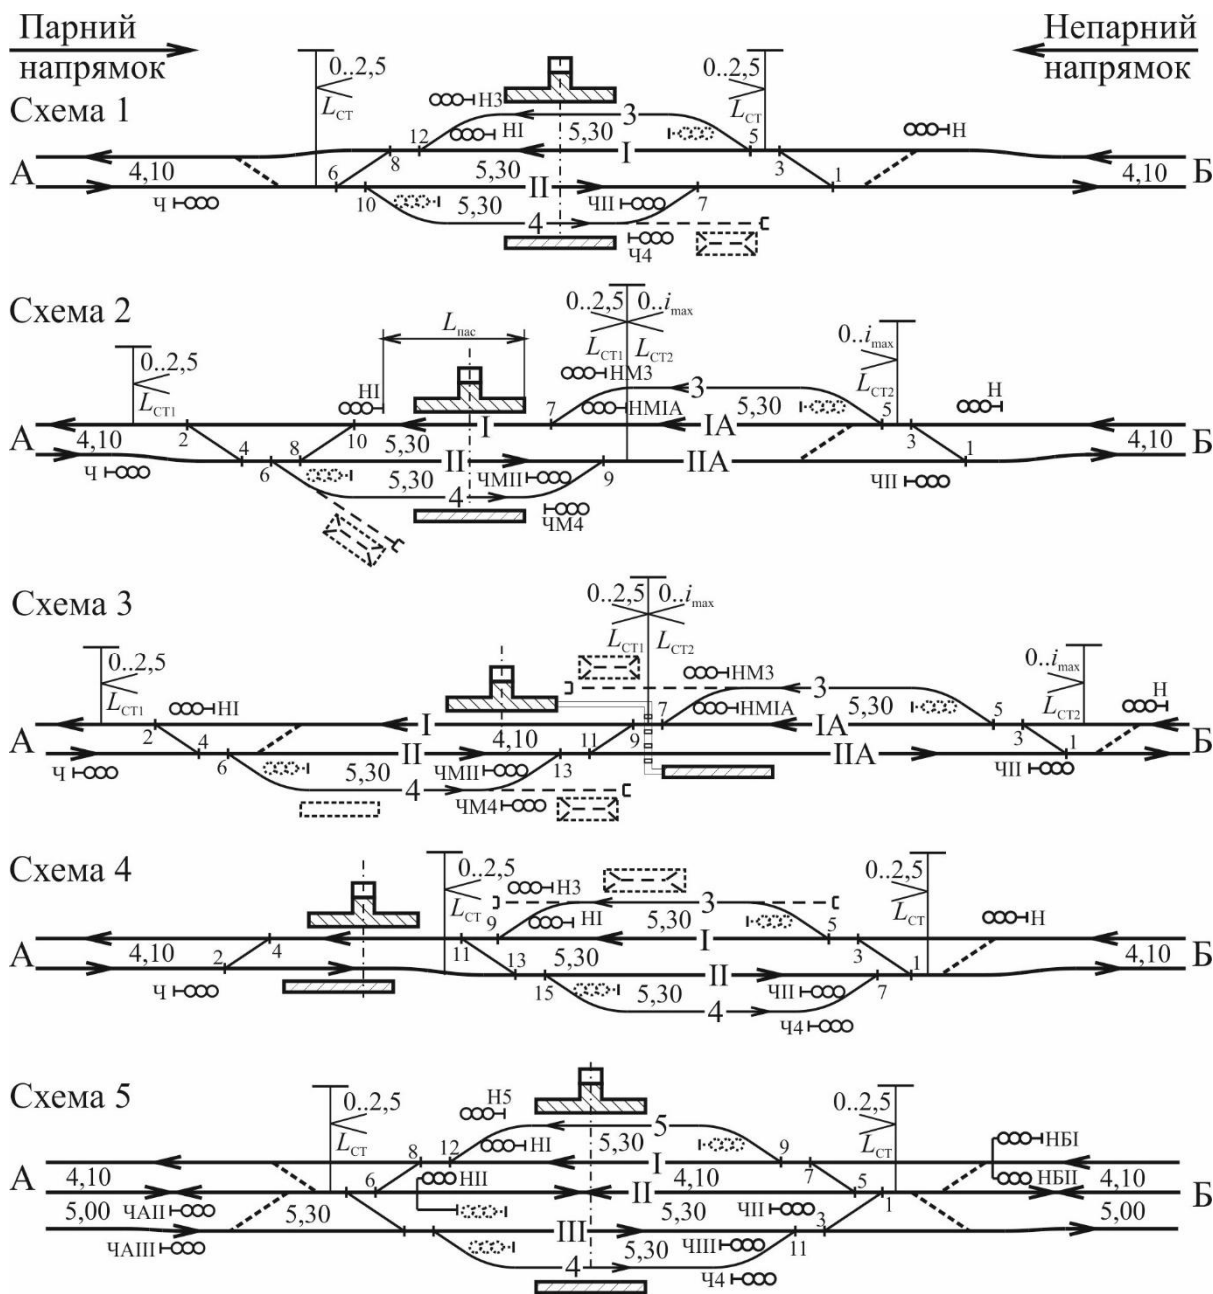 Парний
напрямок
Непарний
напрямок
Схема 1
0..2,5
Lст
0..2,5
Lст
Н3
НІ
Н
12
8
3
5,30
5
3
I
А
4,10
5,30
4,10
Б
6
10
II
7
1
Ч
5,30
4
ЧІІ
Ч4
Схема 2
0..2,5
Lст1
Lпас
0..2,5
0..imax
Lст1
Lст2
0..imax
Lст2
НІ
НМ3
НМІА
Н
3
5,30
7
5
3
2
10
I
IА
А
4,10
5,30
4,10
Б
4
8
6
II
9
IIА
1
Ч
5,30
4
ЧМІІ
ЧМ4
ЧІІ
Схема 3
0..2,5
Lст1
0..2,5
0..imax
Lст1
Lст2
0..imax
Lст2
НІ
НМ3
НМІА
Н
3
5,30
7
5
3
2
I
IА
А
4,10
Б
4
6
II
11
9
13
IIА
1
Ч
5,30
4
ЧМІІ
ЧМ4
ЧІІ
Схема 4
0..2,5
Lст
0..2,5
Lст
Н3
НІ
Н
3
5,30
9
5
3
4
11
I
А
4,10
4,10
Б
2
13
5,30
15
II
7
1
Ч
5,30
4
ЧІІ
Ч4
Схема 5
0..2,5
Lст
0..2,5
Lст
Н5
НІ
НБІ
НБІІ
5
5,30
8
12
9
7
I
А
4,10
4,10
4,10
Б
6
НІІ
II
5
1
ЧАІІ
ЧІІ
5,00
5,30
5,30
5,00
III
3
11
ЧАІІІ
5,30
4
ЧІІІ
Ч4